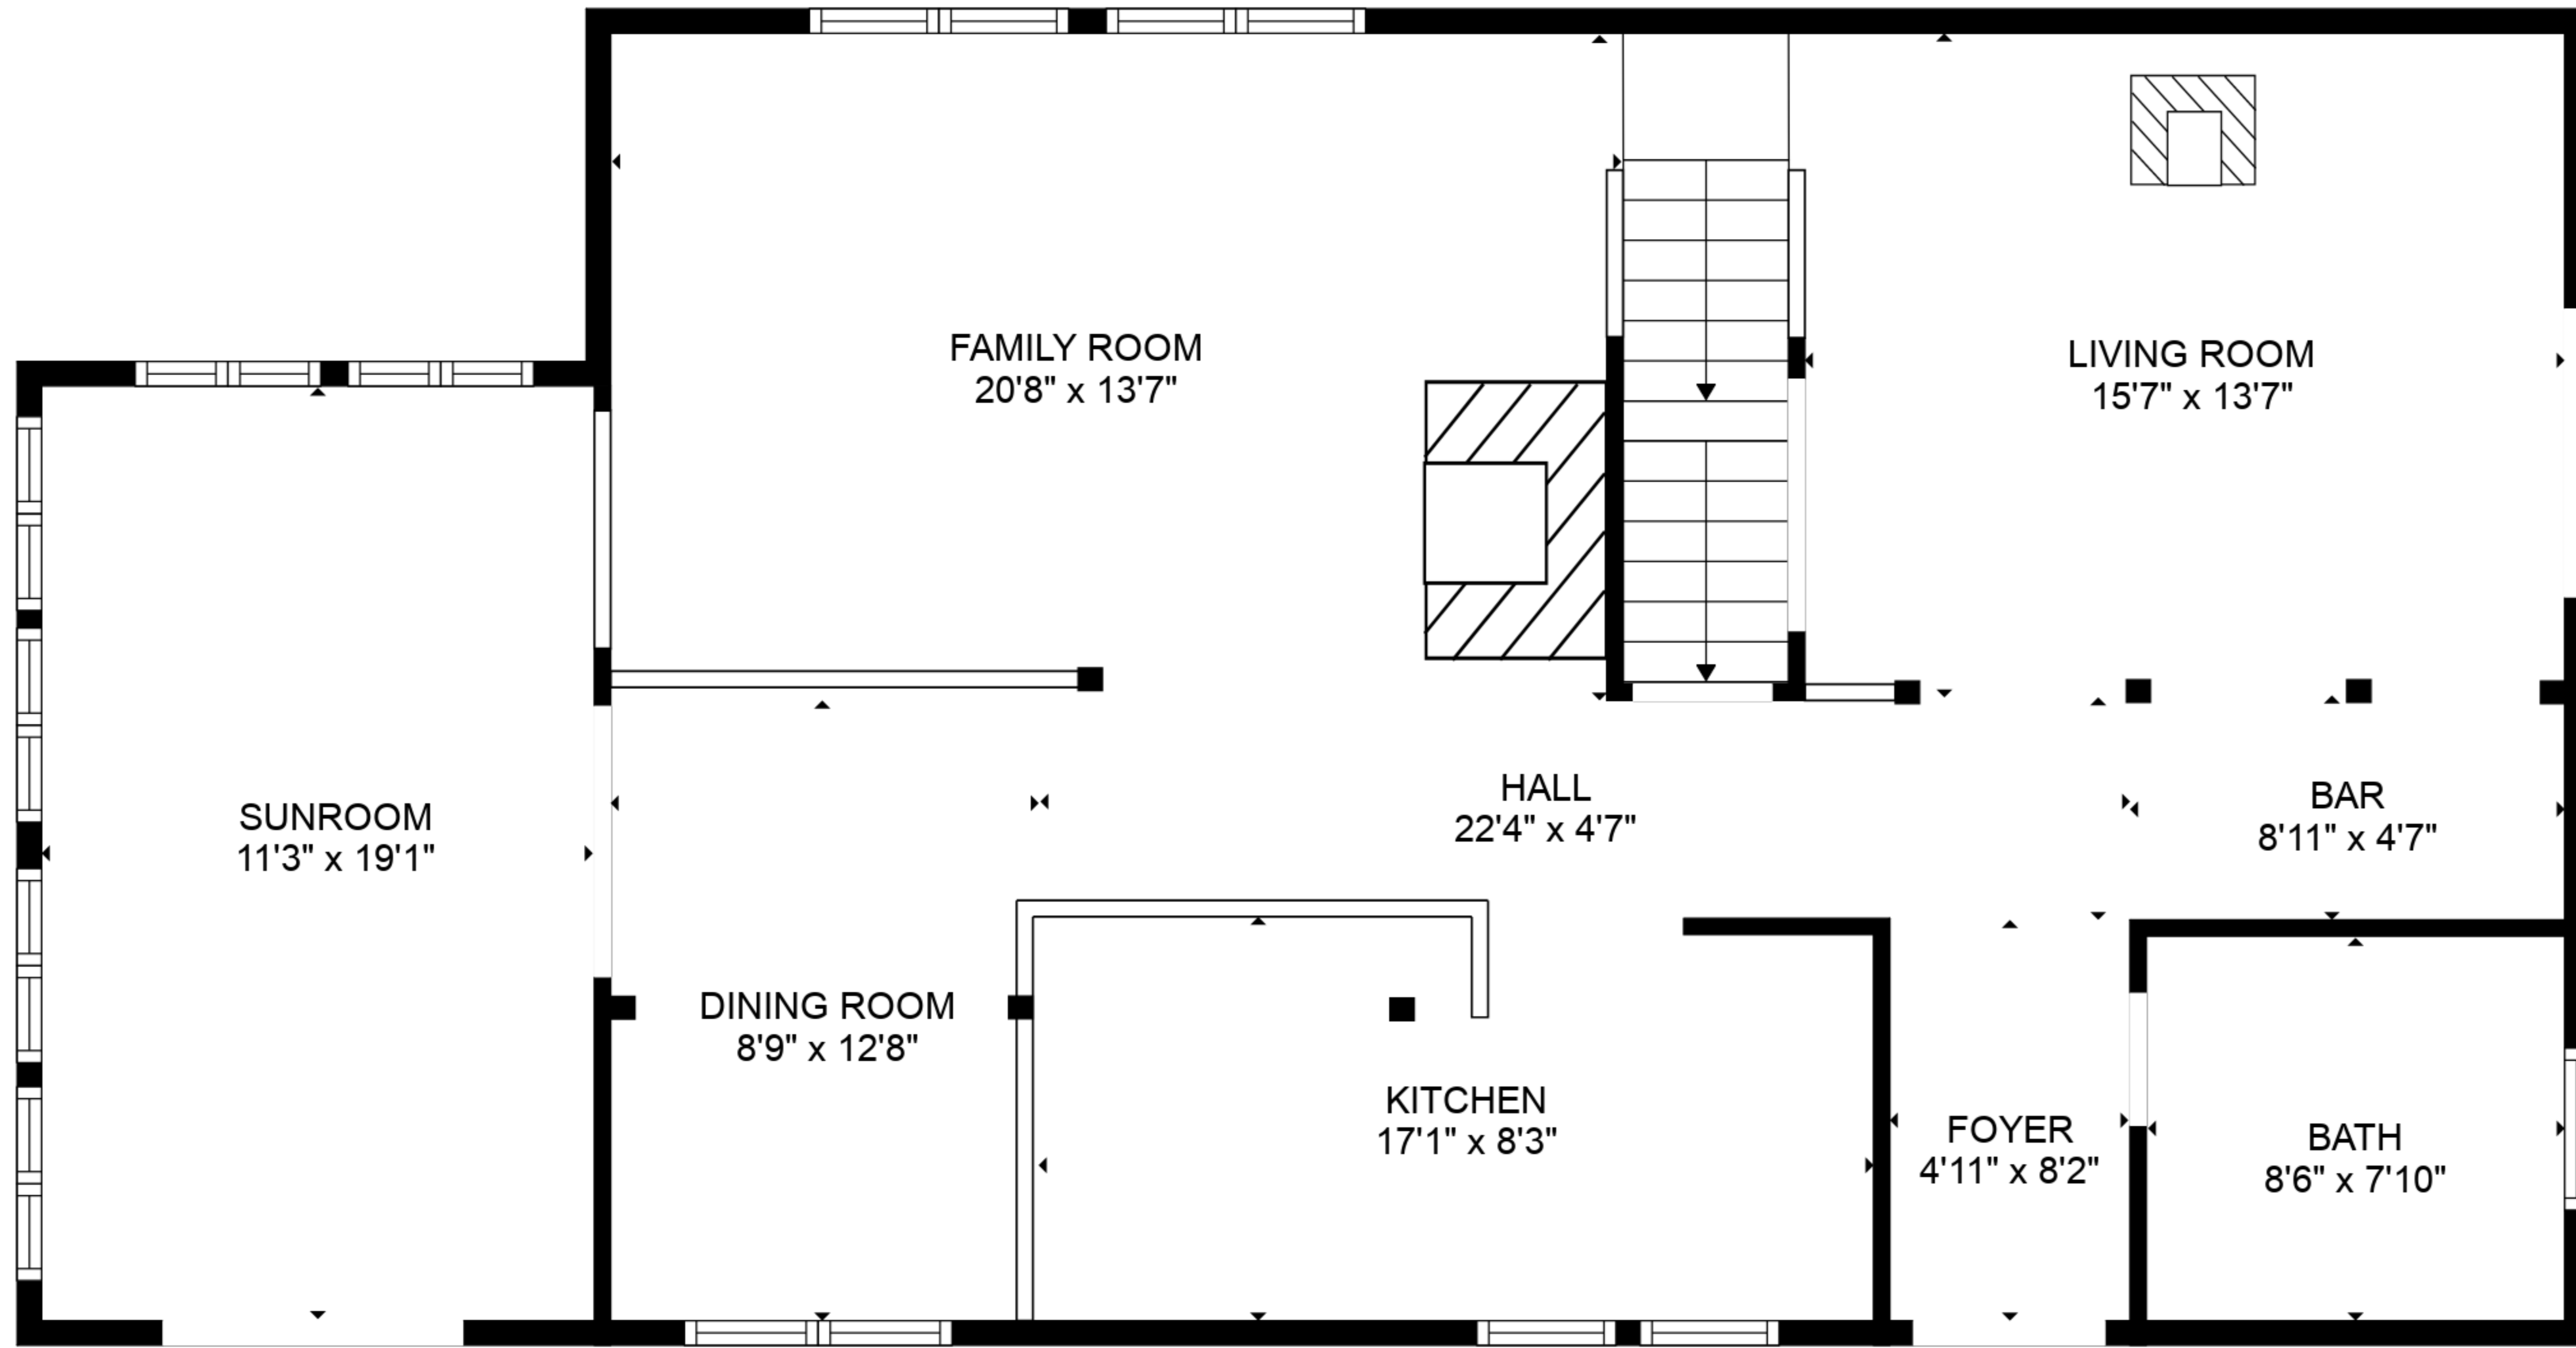 FAMILY ROOM
20'8" x 13'7"
LIVING ROOM
15'7" x 13'7"
SUNROOM
11'3" x 19'1"
HALL
22'4" x 4'7"
BAR
8'11" x 4'7"
DINING ROOM
8'9" x 12'8"
KITCHEN
17'1" x 8'3"
FOYER
4'11" x 8'2"
BATH
8'6" x 7'10"